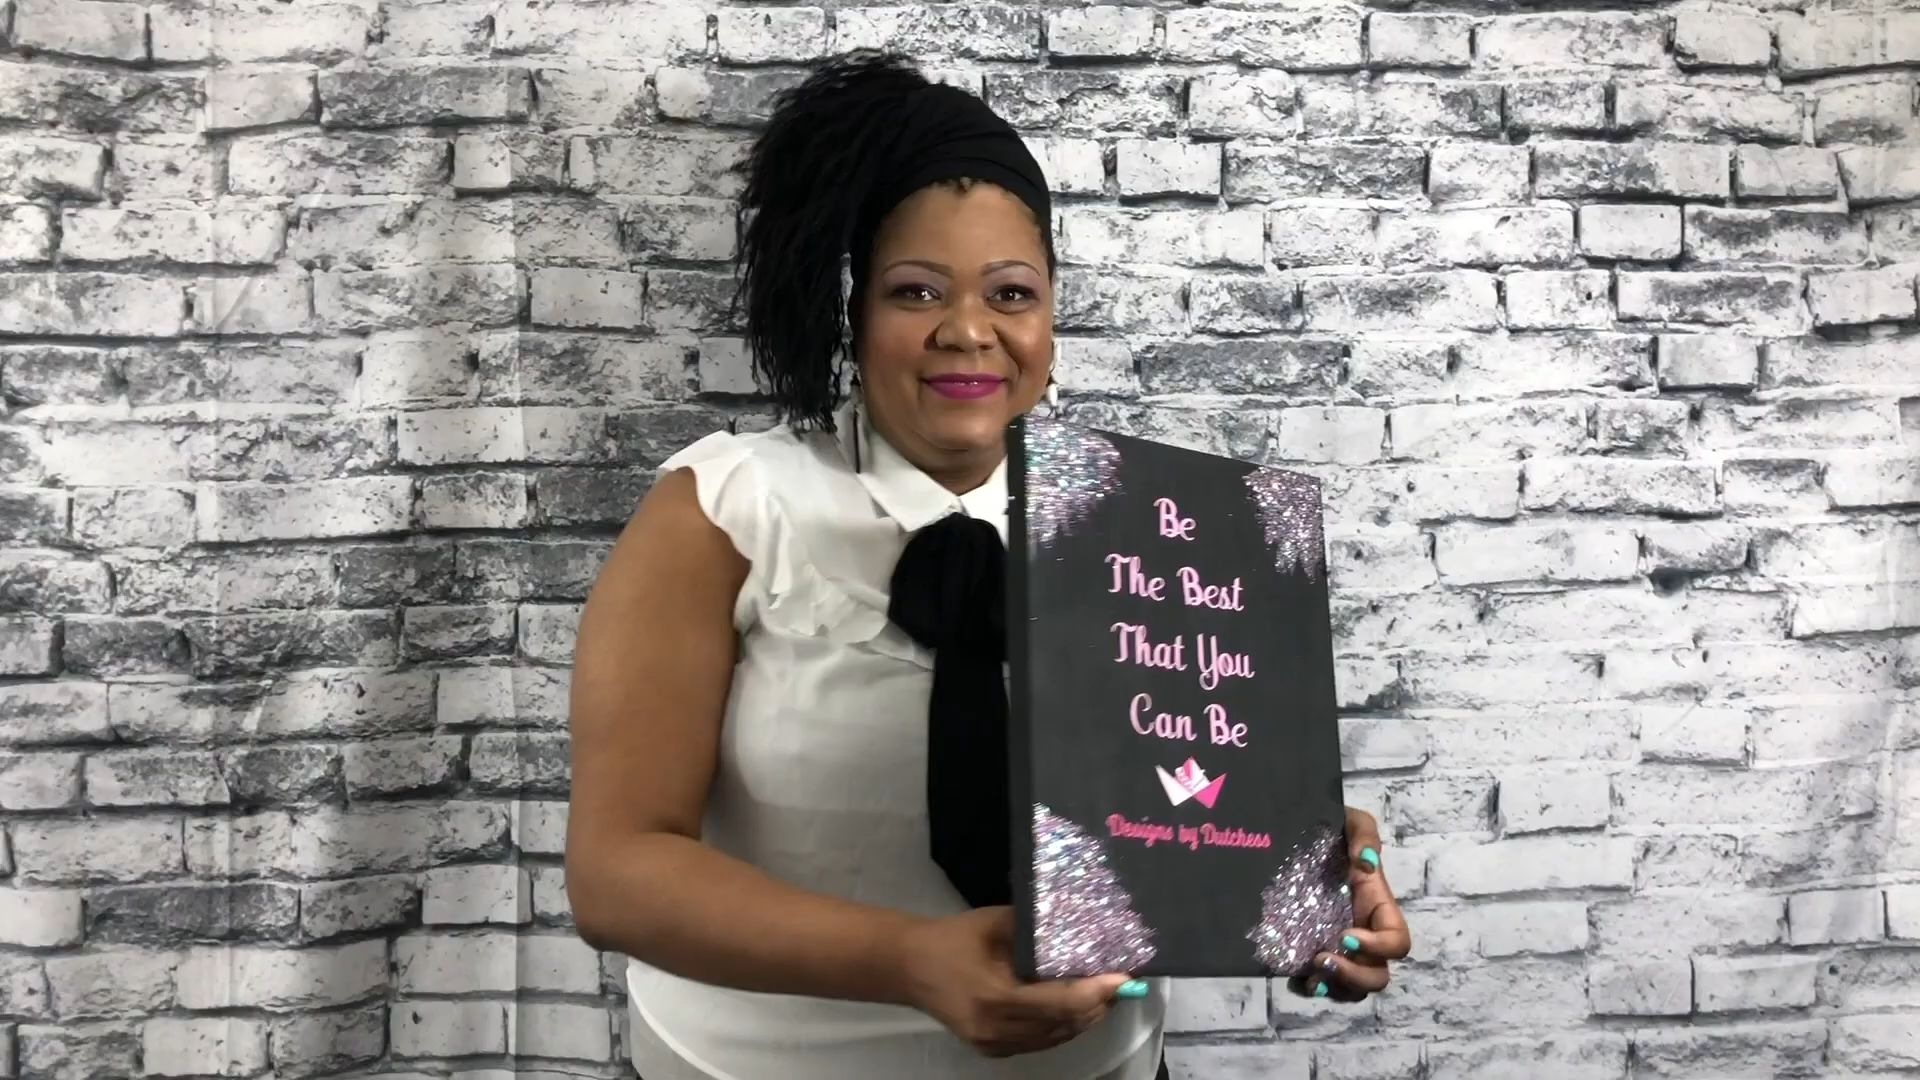 Be
The Best
That You
Can Be
Designs by Dutchess